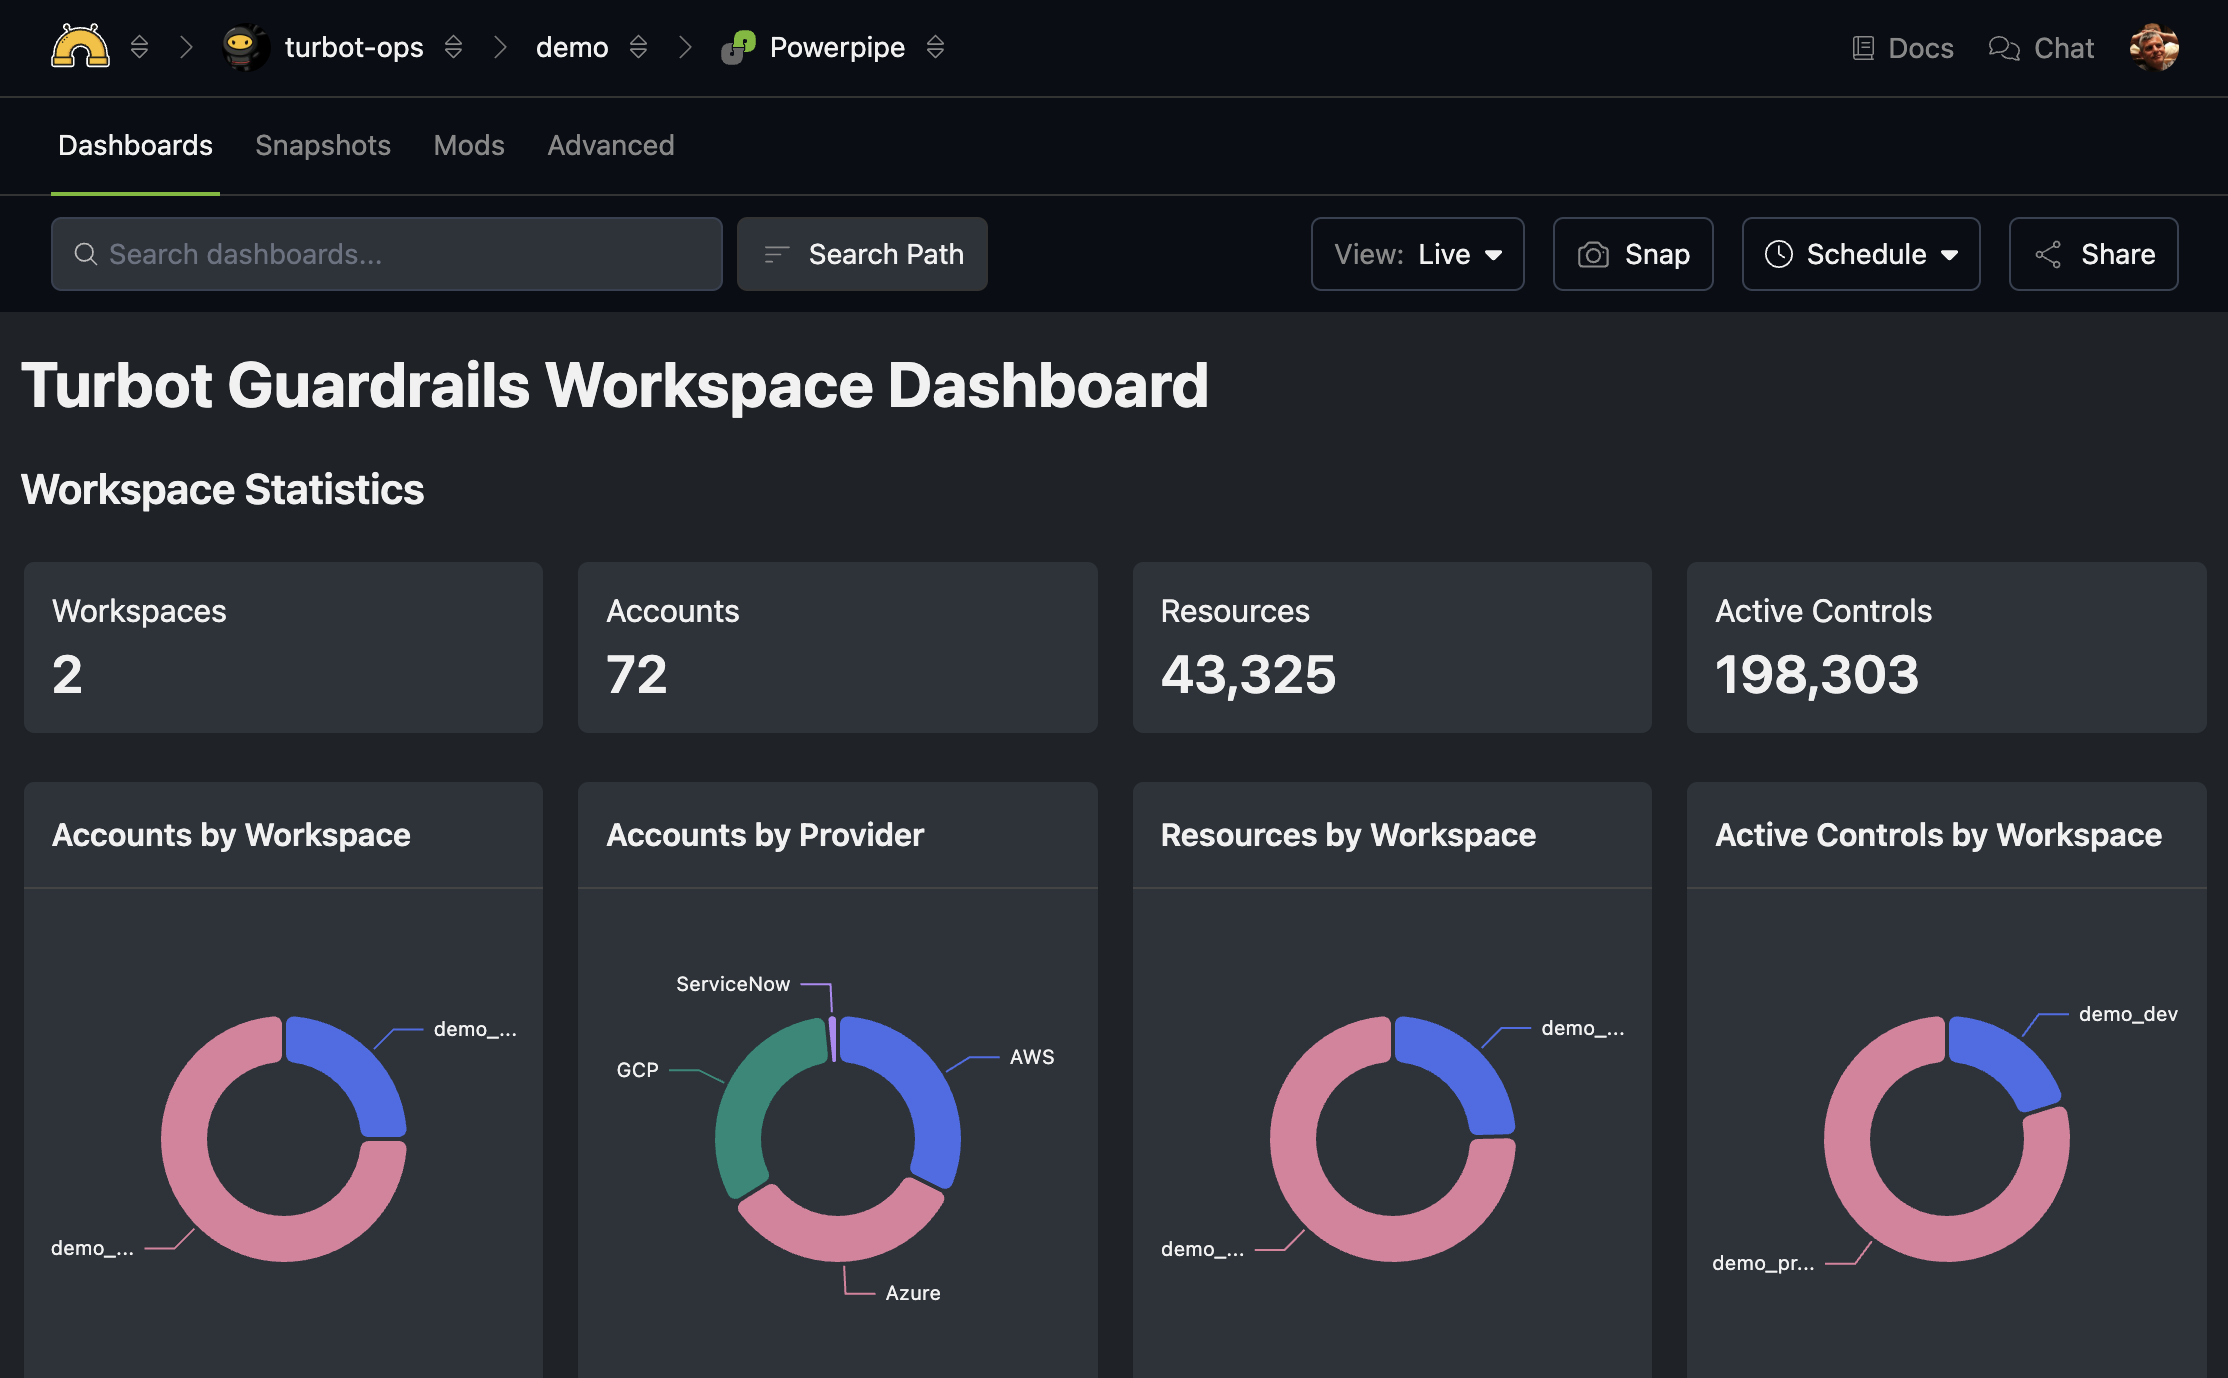 turbot-ops
demo
Powerpipe
Docs
Chat
Dashboards
Snapshots
Mods
Advanced
Search dashboards...
Search Path
View: Live
Snap
Schedule
Share
Turbot Guardrails Workspace Dashboard
Workspace Statistics
Workspaces
2
Accounts
72
Resources
43,325
Active Controls
198,303
Accounts by Workspace
demo_...
demo_...
Accounts by Provider
ServiceNow
GCP
AWS
Azure
Resources by Workspace
demo_...
demo_...
Active Controls by Workspace
demo_dev
demo_pr...